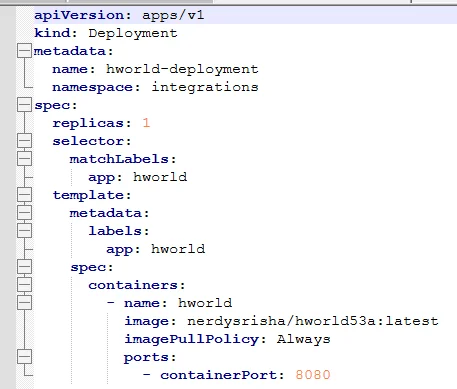 apiVersion: apps/v1
kind: Deployment
metadata:
  name: hworld-deployment
  namespace: integrations
spec:
  replicas: 1
  selector:
    matchLabels:
      app: hworld
  template:
    metadata:
      labels:
        app: hworld
    spec:
      containers:
        - name: hworld
          image: nerdysrisha/hworld53a:latest
          imagePullPolicy: Always
          ports:
            - containerPort: 8080